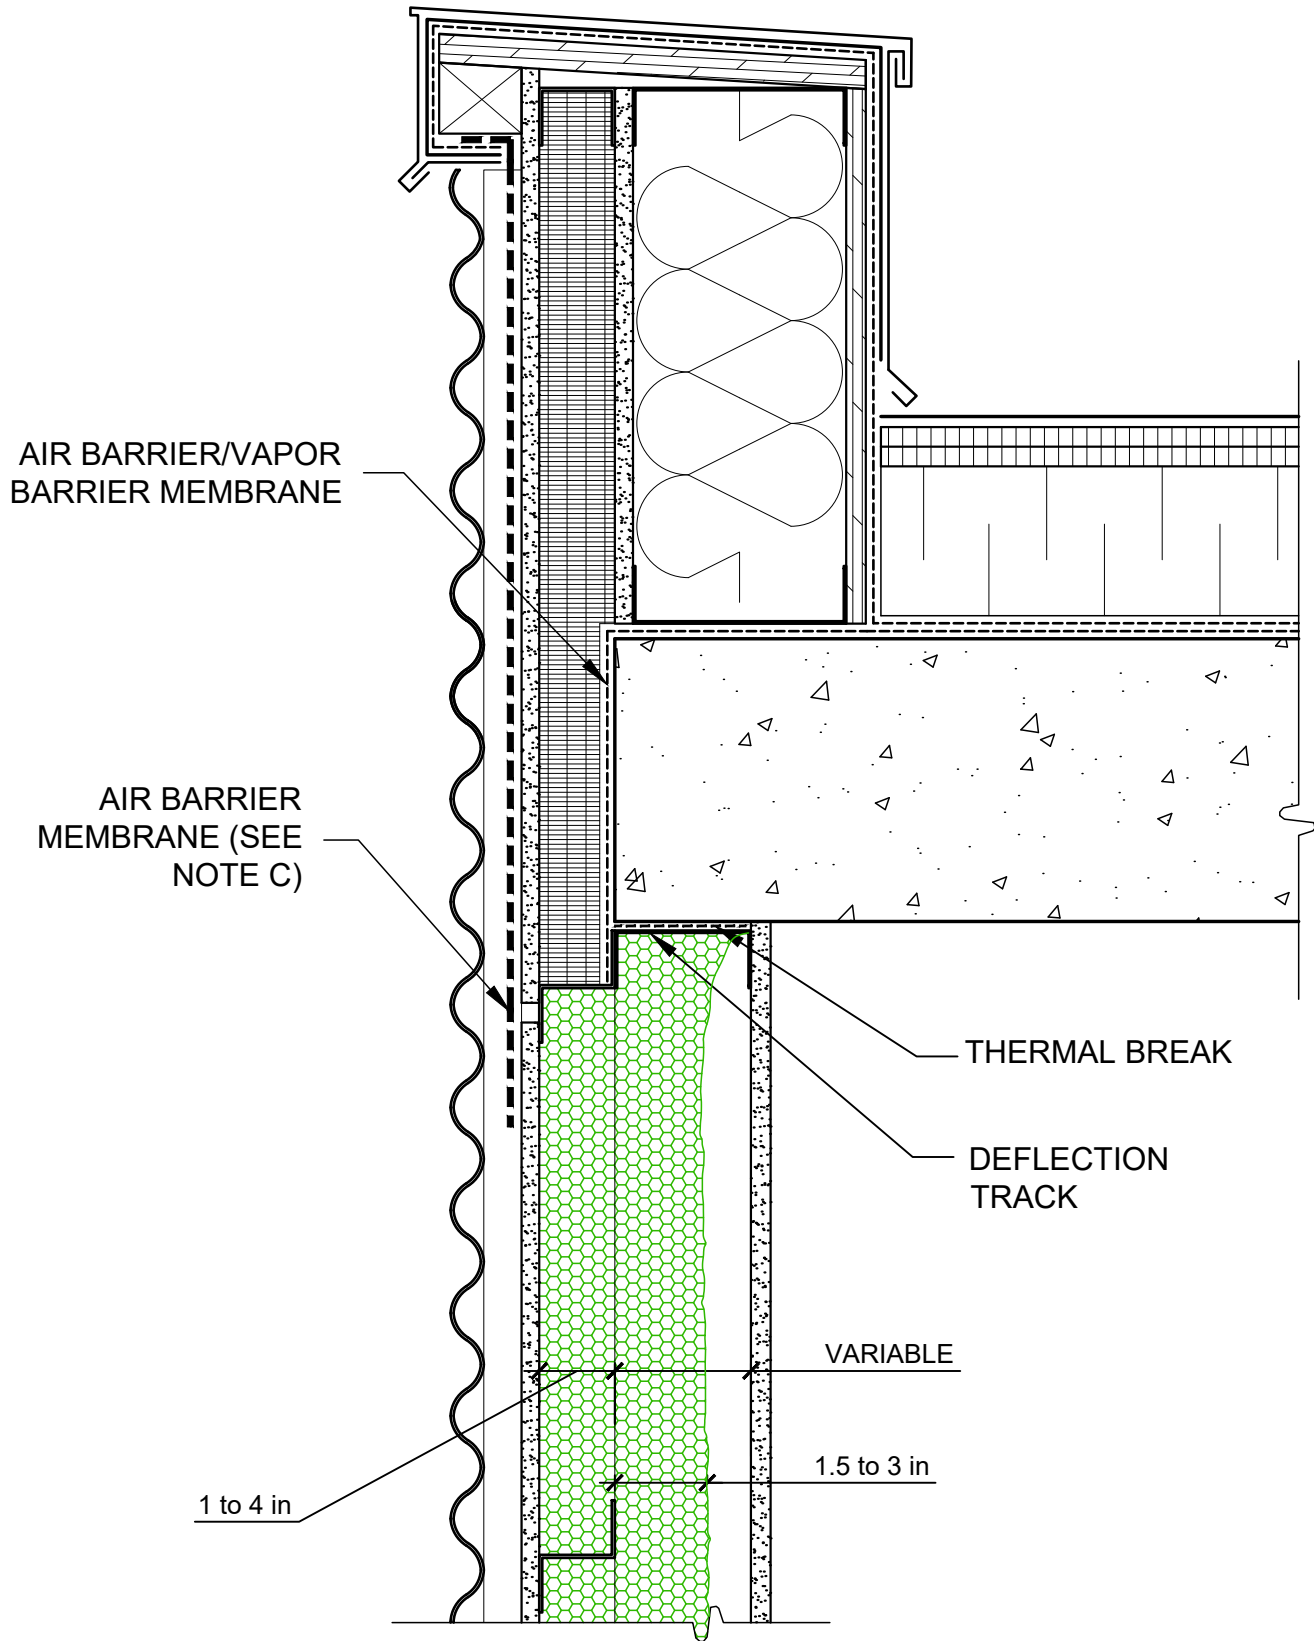 AIR BARRIER/VAPOR
BARRIER MEMBRANE
AIR BARRIER
MEMBRANE (SEE
NOTE C)
THERMAL BREAK
DEFLECTION
TRACK
VARIABLE
1.5 to 3 in
1 to 4 in